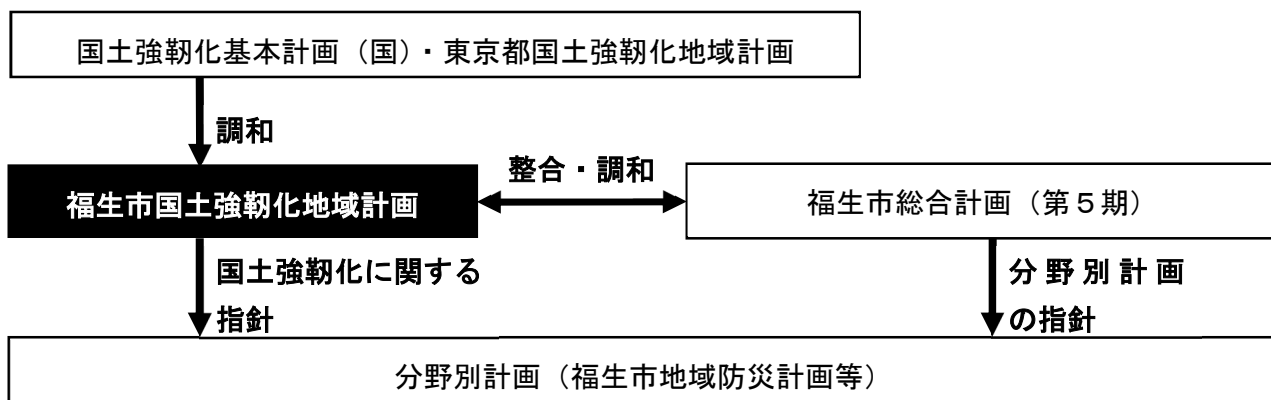 国土強靱化基本計画（国）・東京都国土強靱化地域計画
調和
福生市国土強靱化地域計画
整合・調和
福生市総合計画（第５期）
国土強靱化に関する
指針
分野別計画
の指針
分野別計画（福生市地域防災計画等）